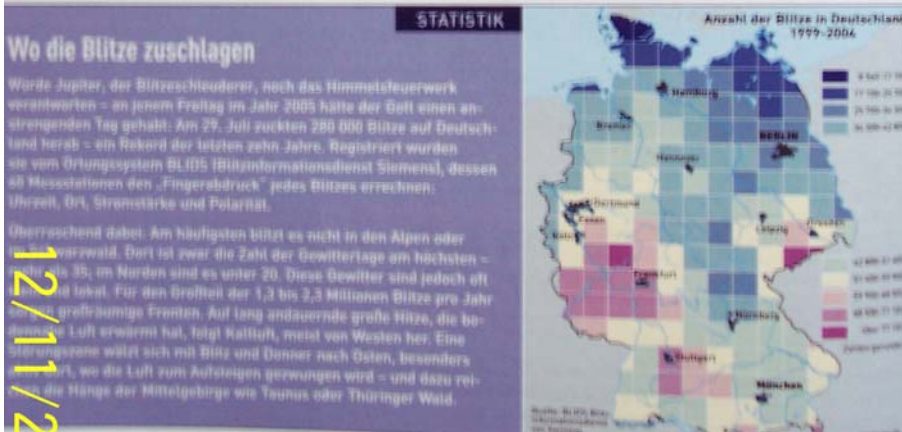 STATISTIK
Wo die Blitze zuschlagen
Würde Jupiter, der Blitzeschleuderer, noch das Himmelsfeuerwerk
verantworten – an jenem Freitag im Jahr 2005 hätte der Gott einen an-
strengenden Tag gehabt: Am 29. Juli zuckten 280 000 Blitze auf Deutsch-
land herab – ein Rekord der letzten zehn Jahre. Registriert wurden
sie vom Ortungssystem BLIDS (Blitzinformationsdienst Siemens), dessen
Messstationen den „Fingerabdruck" jedes Blitzes errechnen:
Uhrzeit, Ort, Stromstärke und Polarität.
Überraschend dabei: Am häufigsten blitzt es nicht in den Alpen oder
im Dort ist zwar die Zahl der Gewittertage am höchsten –
35; im Norden sind es unter 20. Diese Gewitter sind jedoch oft
lokal. Für den Großteil der 1,3 bis 2,3 Millionen Blitze pro Jahr
großräumige Fronten. Auf lang andauernde große Hitze, die bo-
Luft erwärmt hat, folgt Kaltluft, meist von Westen her. Eine
Störungszone wälzt sich mit Blitz und Donner nach Osten, besonders
dort, wo die Luft zum Aufsteigen gezwungen wird – und dazu rei-
chen die Hänge der Mittelgebirge wie Taunus oder Thüringer Wald.
12/11/2
Anzahl der Blitze in Deutschland
1999–2006
Hamburg
Bremen
BERLIN
Hannover
Dortmund
Essen
Köln
Leipzig
Dresden
Frankfurt
Nürnberg
Stuttgart
München